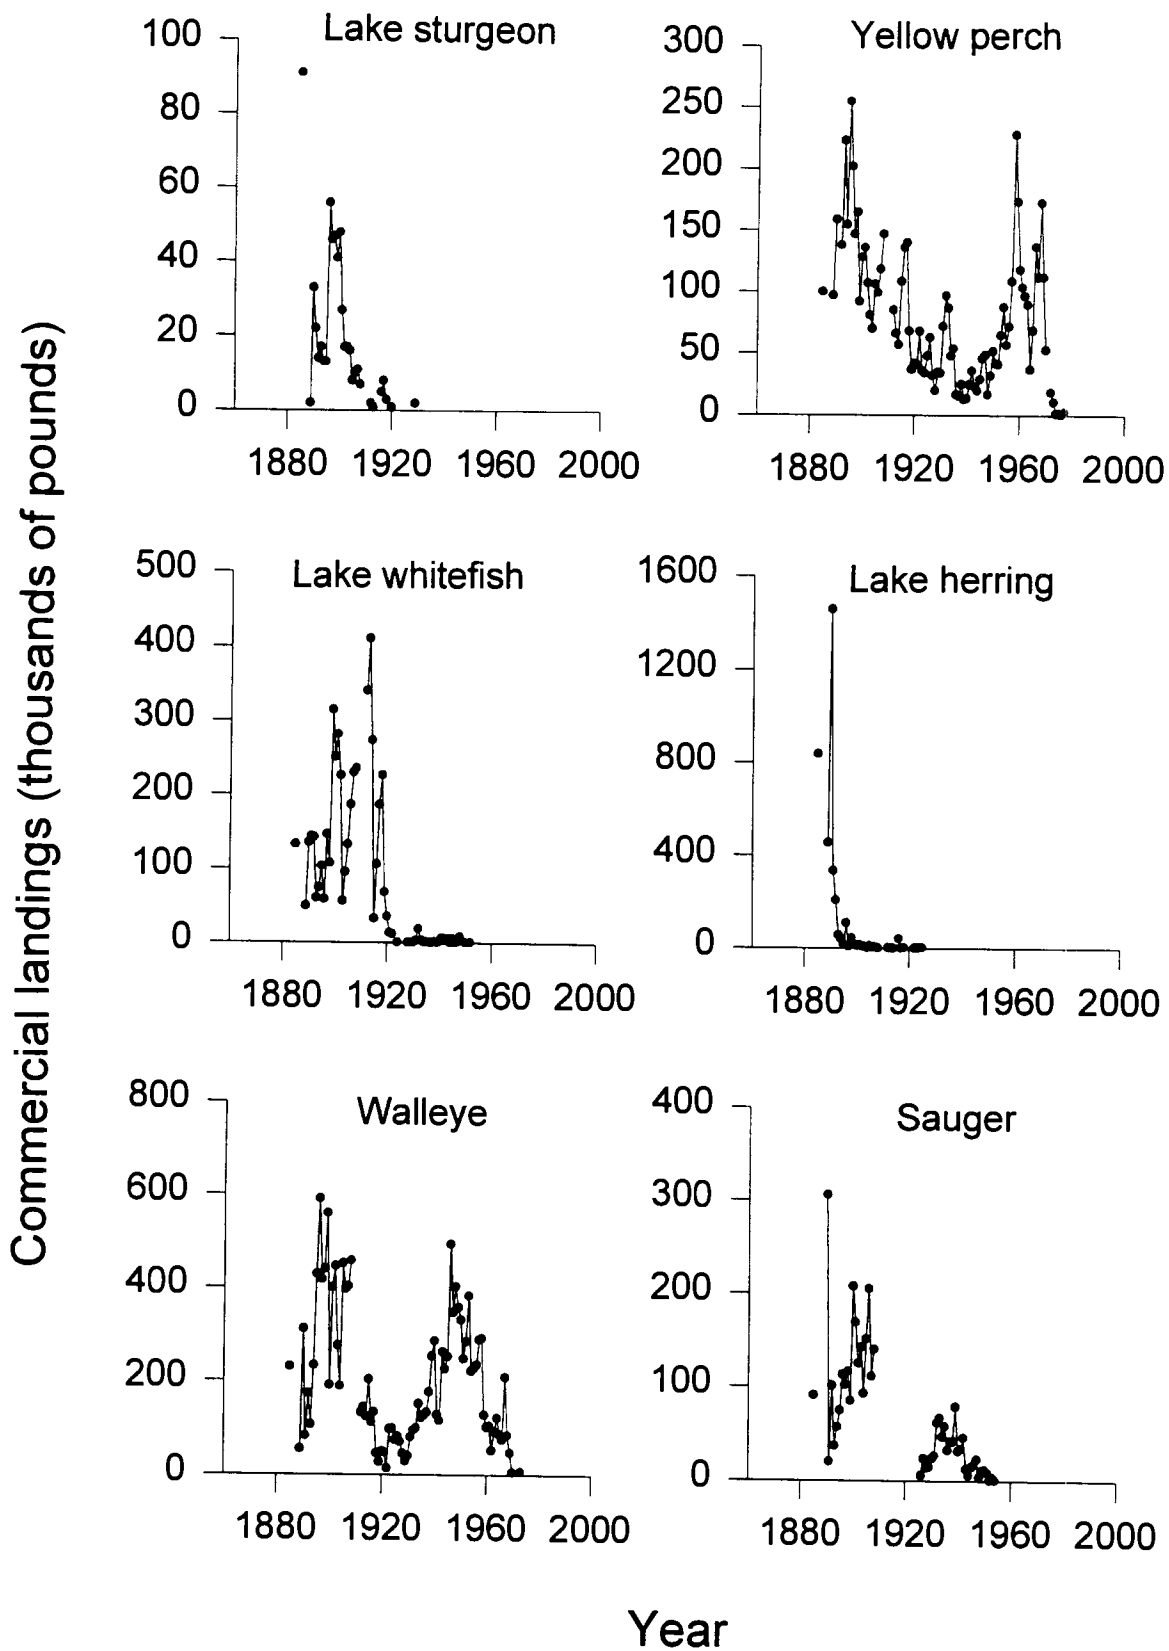 Commercial landings (thousands of pounds)
Lake sturgeon
100
80
60
40
20
0
1880 1920 1960 2000
Yellow perch
300
250
200
150
100
50
0
1880 1920 1960 2000
Lake whitefish
500
400
300
200
100
0
1880 1920 1960 2000
Lake herring
1600
1200
800
400
0
1880 1920 1960 2000
Walleye
800
600
400
200
0
1880 1920 1960 2000
Sauger
400
300
200
100
0
1880 1920 1960 2000
Year